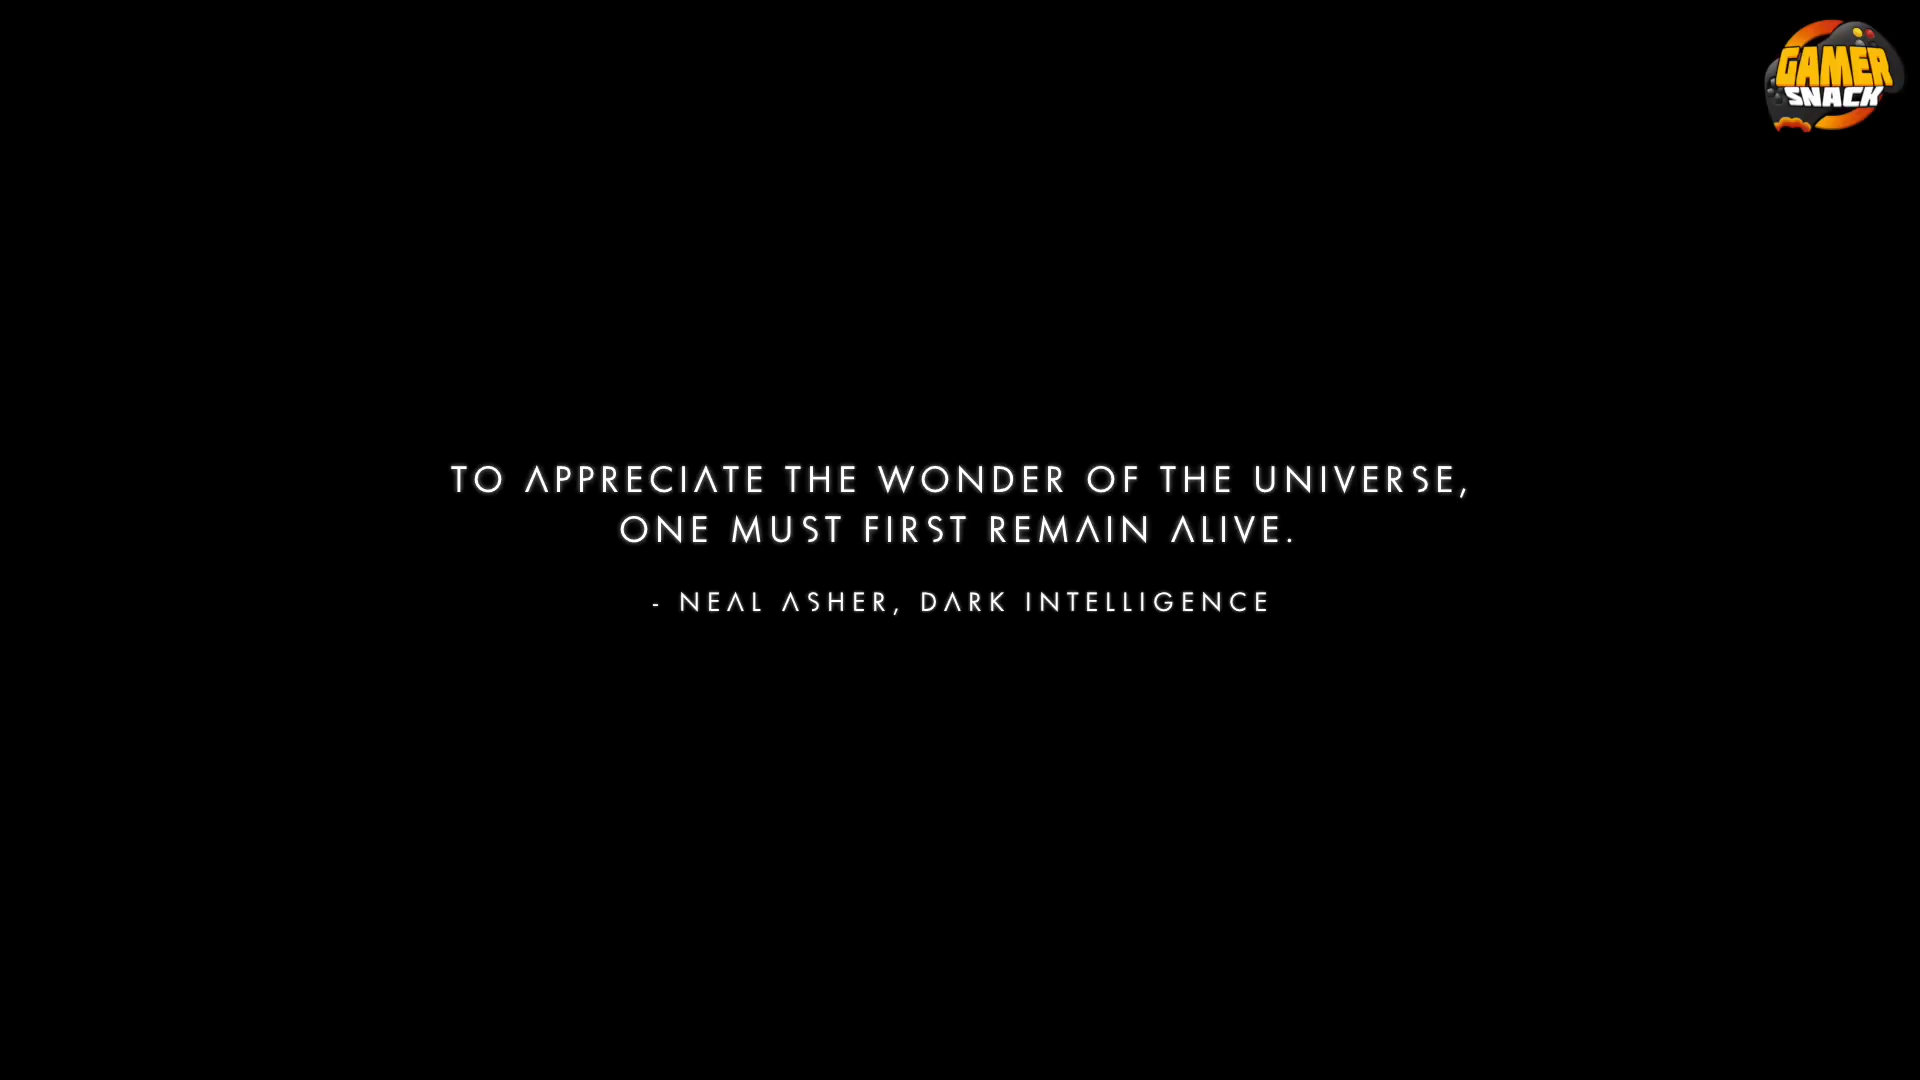 GAMER
SNACK
TO APPRECIATE THE WONDER OF THE UNIVERSE,
ONE MUST FIRST REMAIN ALIVE.
- NEAL ASHER, DARK INTELLIGENCE